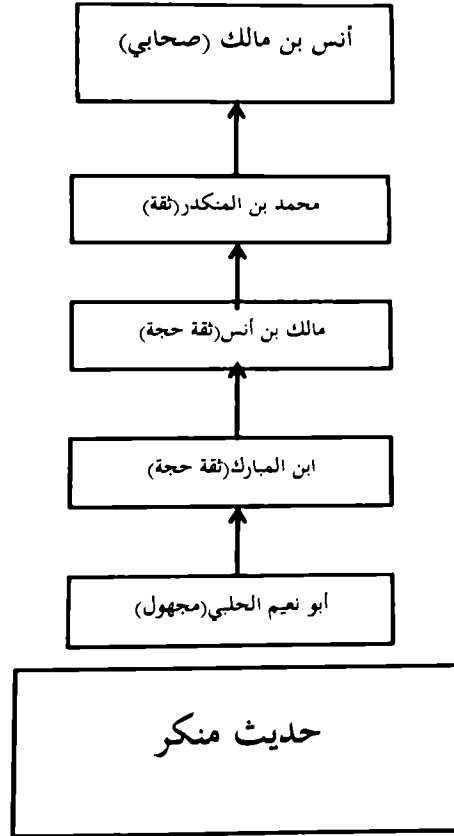 أنس بن مالك (صحابي)
محمد بن المنكدر(ثقة)
مالك بن أنس(ثقة حجة)
ابن المبارك(ثقة حجة)
أبو نعيم الحلبي(مجهول)
حديث منكر